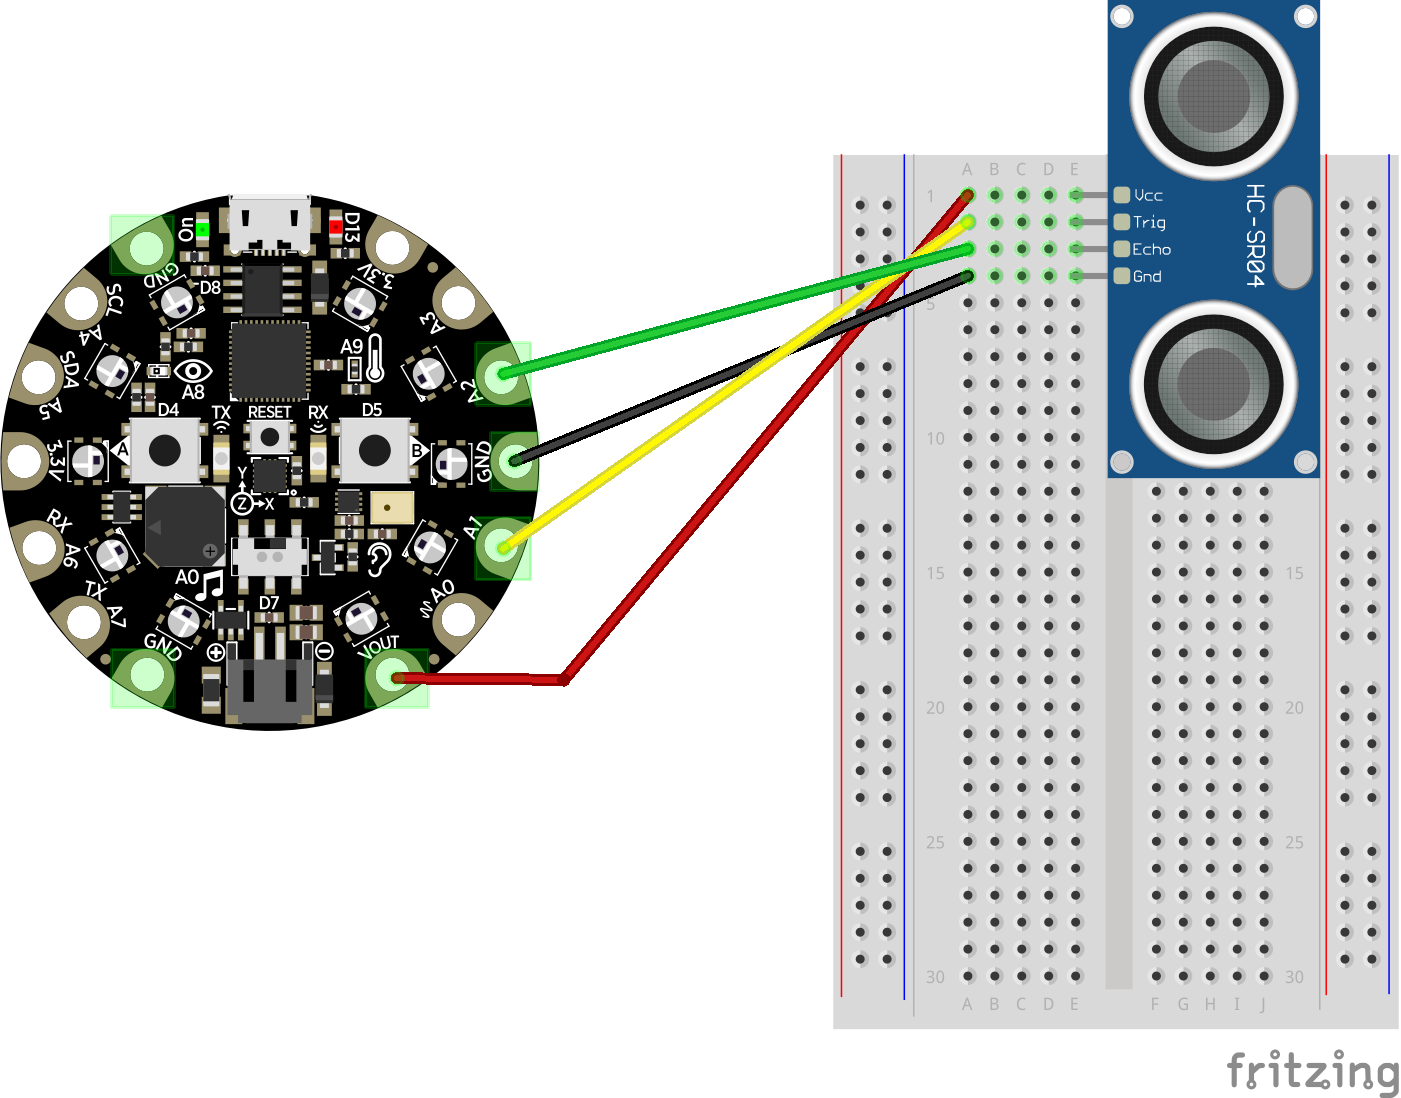 On
D13
GND
D8
3.3V
SCL
A4
A3
SDA
A5
A9
A8
A2
D4
TX
RESET
RX
D5
A
B
3.3V
GND
Y
Z
X
RX
A6
A1
A0
TX
A7
D7
A0
GND
VOUT
+
-
HC-SR04
Vcc
Trig
Echo
Gnd
A B C D E
1
5
10
15 15
20 20
25 25
30 30
A B C D E F G H I J
fritzing